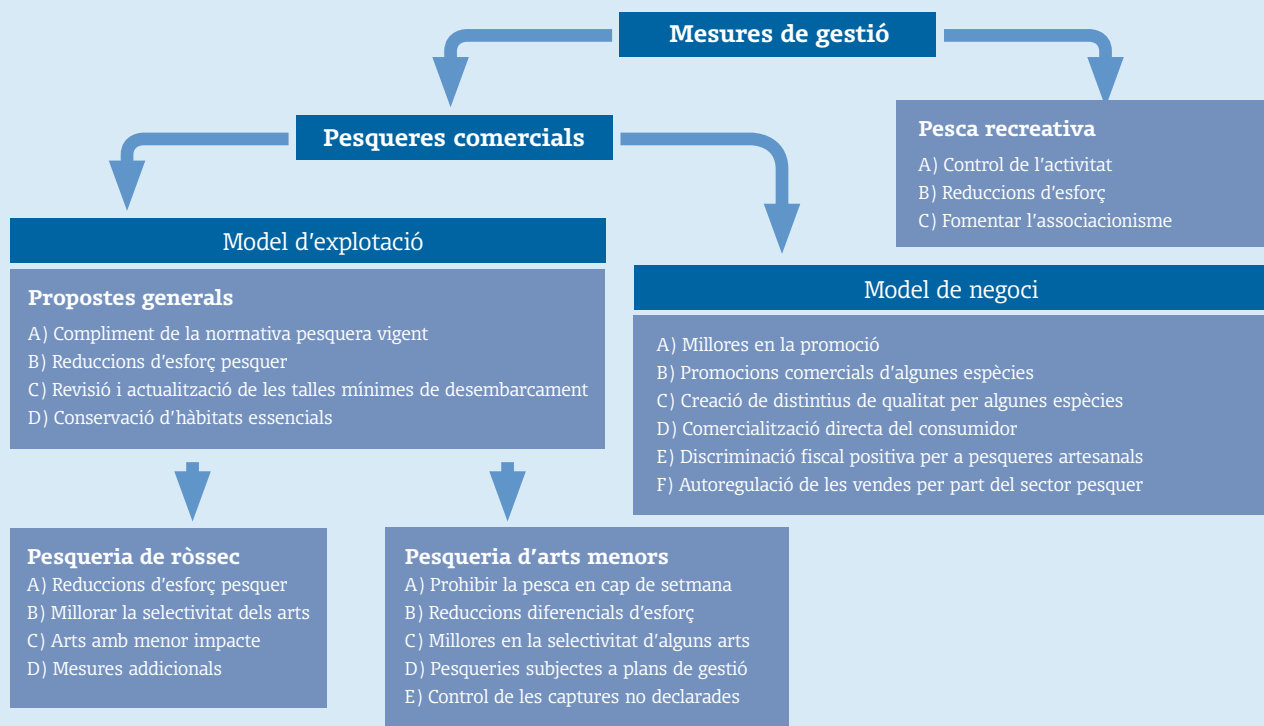 Mesures de gestió
Pesqueres comercials
Pesca recreativa
A) Control de l'activitat
B) Reduccions d'esforç
C) Fomentar l'associacionisme
Model d'explotació
Propostes generals
A) Compliment de la normativa pesquera vigent
B) Reduccions d'esforç pesquer
C) Revisió i actualització de les talles mínimes de desembarcament
D) Conservació d'hàbitats essencials
Model de negoci
A) Millores en la promoció
B) Promocions comercials d'algunes espècies
C) Creació de distintius de qualitat per algunes espècies
D) Comercialització directa del consumidor
E) Discriminació fiscal positiva per a pesqueres artesanals
F) Autoregulació de les vendes per part del sector pesquer
Pesqueria de ròssec
A) Reduccions d'esforç pesquer
B) Millorar la selectivitat dels arts
C) Arts amb menor impacte
D) Mesures addicionals
Pesqueria d'arts menors
A) Prohibir la pesca en cap de setmana
B) Reduccions diferencials d'esforç
C) Millores en la selectivitat d'alguns arts
D) Pesqueries subjectes a plans de gestió
E) Control de les captures no declarades